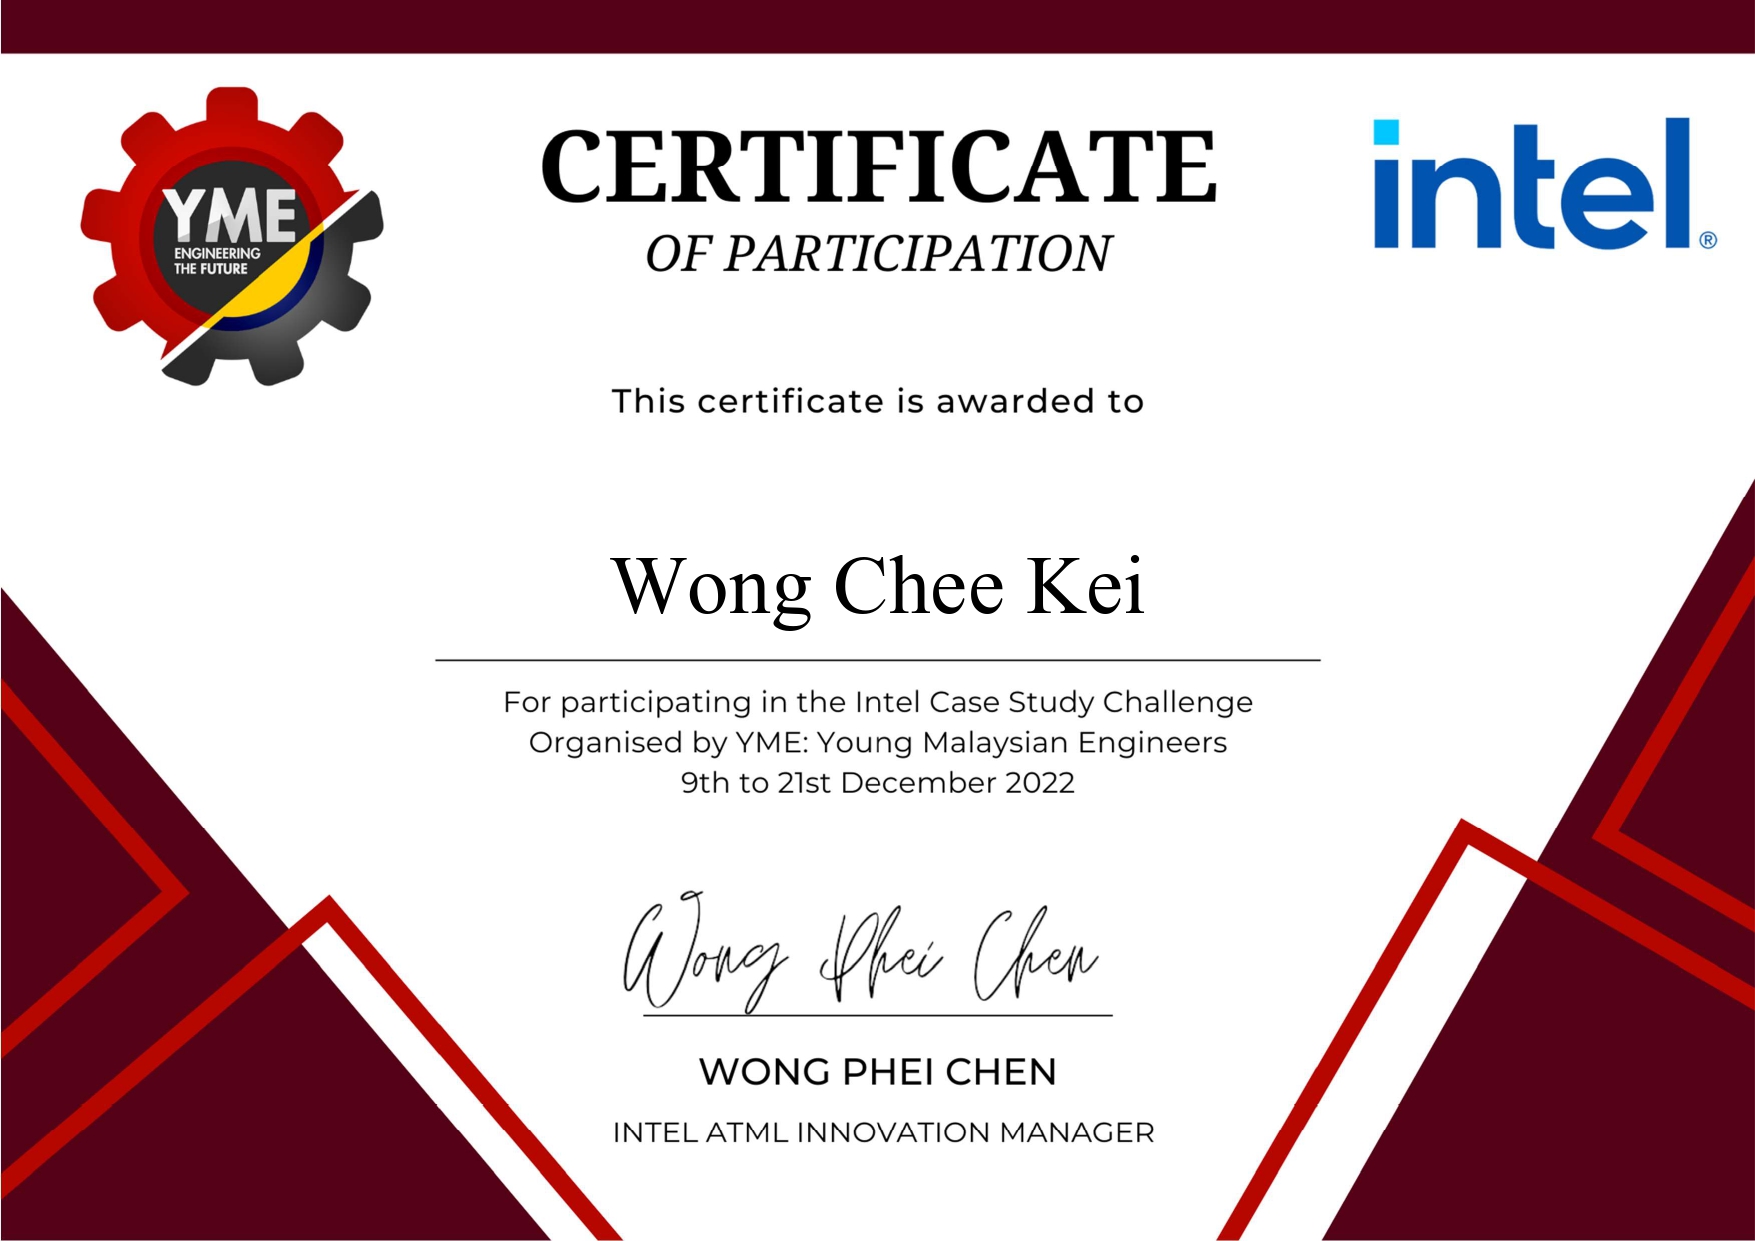 YME
ENGINEERING
THE FUTURE
CERTIFICATE
OF PARTICIPATION
intel®
This certificate is awarded to
Wong Chee Kei
For participating in the Intel Case Study Challenge
Organised by YME: Young Malaysian Engineers
9th to 21st December 2022
Wong Phei Chen
WONG PHEI CHEN
INTEL ATML INNOVATION MANAGER